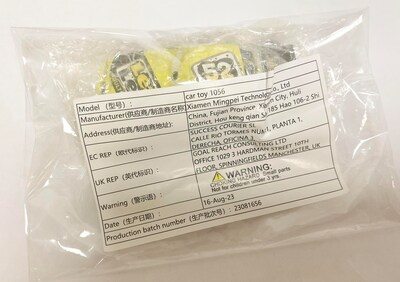 Model (型号): car toy 1056
Manufacturer(供应商/制造商名称) Xiamen Mingpei Technology Co., Ltd
Address(供应商/制造商地址): China, Fujian Province Xiamen City, Huli
District, Hou keng qian Shi 185 Hao 106-2 Shi
EC REP (欧代标识): SUCCESS COURIER SL
CALLE RIO TORMES NUM 1, PLANTA 1,
DERECHA, OFICINA 3,
UK REP (英代标识): GOAL REACH CONSULTING LTD
OFFICE 1029 3 HARDMAN STREET 10TH
FLOOR, SPINNINGFIELDS MANCHESTER, UK
Warning (警示语): WARNING:
CHOKING HAZARD Small parts
Not for children under 3 yrs.
Date (生产日期): 16-Aug-23
Production batch number (生产批次号): 23081656